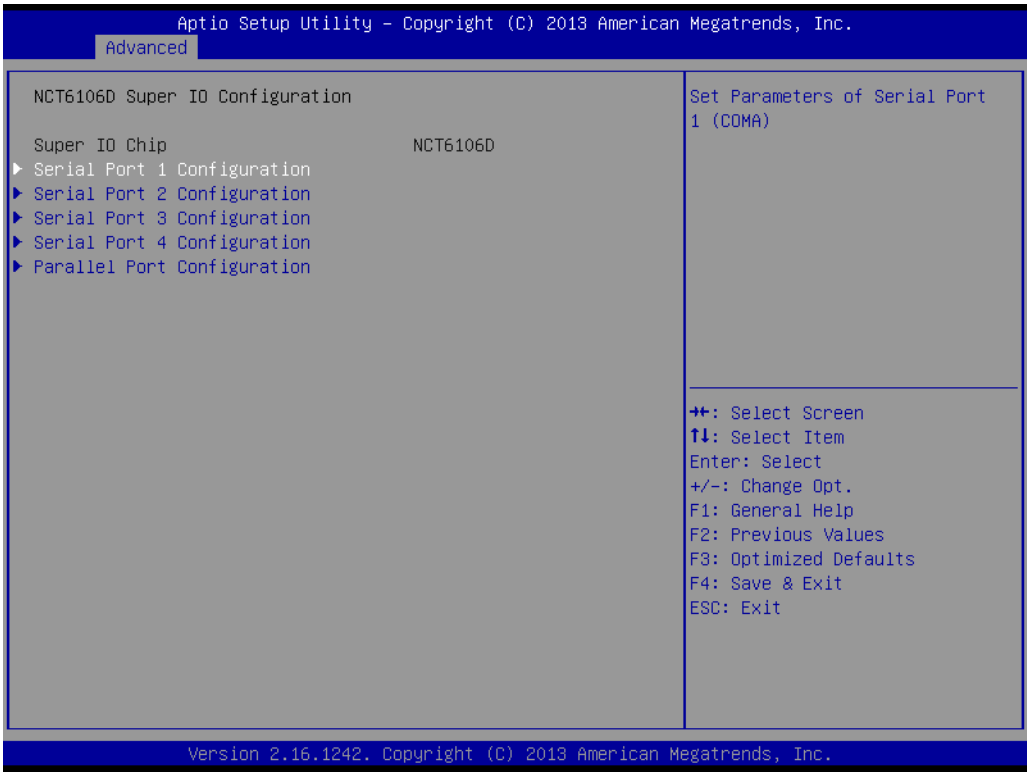 Aptio Setup Utility – Copyright (C) 2013 American Megatrends, Inc.
Advanced
NCT6106D Super IO Configuration
Super IO Chip NCT6106D
Serial Port 1 Configuration
Serial Port 2 Configuration
Serial Port 3 Configuration
Serial Port 4 Configuration
Parallel Port Configuration
Set Parameters of Serial Port
1 (COMA)
→←: Select Screen
↑↓: Select Item
Enter: Select
+/-: Change Opt.
F1: General Help
F2: Previous Values
F3: Optimized Defaults
F4: Save & Exit
ESC: Exit
Version 2.16.1242. Copyright (C) 2013 American Megatrends, Inc.